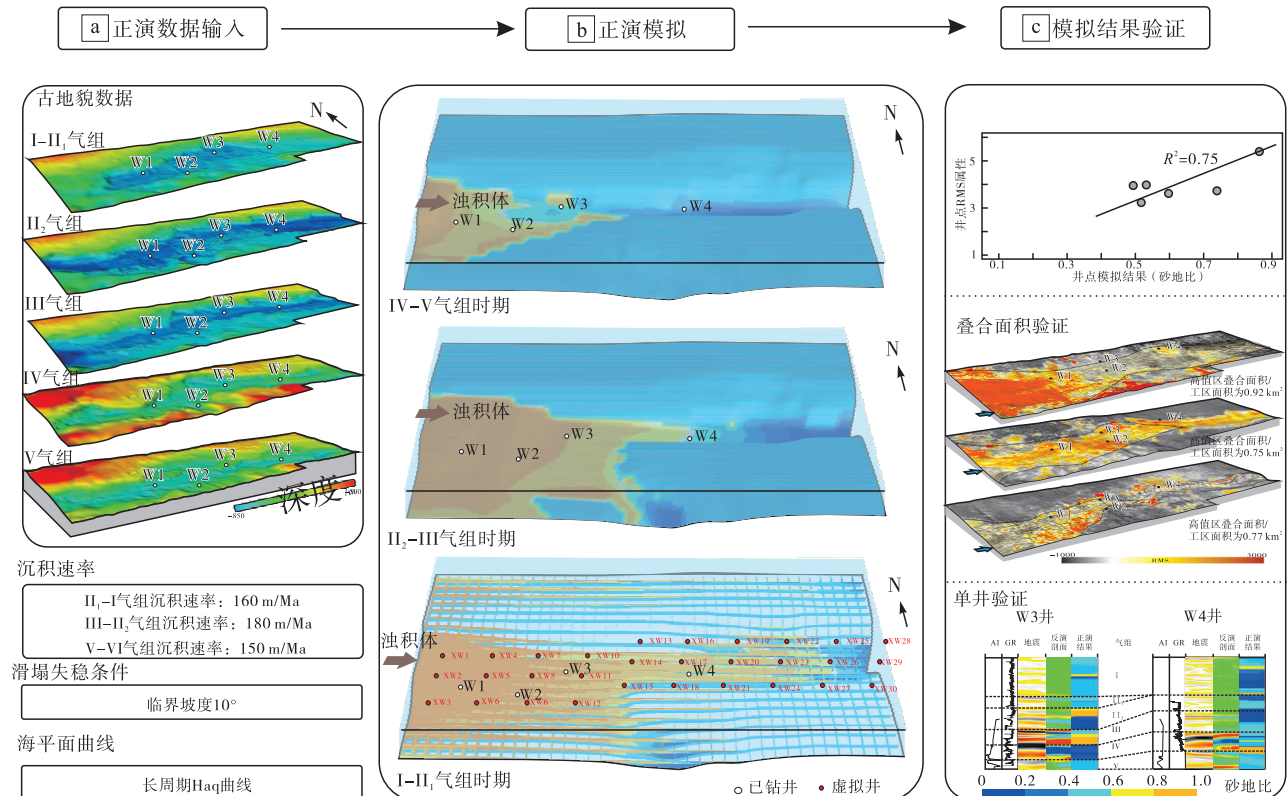 a 正演数据输入
b 正演模拟
c 模拟结果验证
古地貌数据
N
I-II₁气组
W1 W2 W3 W4
II₂气组
W1 W2 W3 W4
III气组
W1 W2 W3 W4
IV气组
W1 W2 W3 W4
V气组
W1 W2 W3 W4
深度
-850
沉积速率
II₁-I气组沉积速率：160 m/Ma
III-II₂气组沉积速率：180 m/Ma
V-VI气组沉积速率：150 m/Ma
滑塌失稳条件
临界坡度10°
海平面曲线
长周期Haq曲线
N
浊积体
W1 W2 W3 W4
IV-V气组时期
N
浊积体
W1 W2 W3 W4
II₂-III气组时期
N
浊积体
XW13 XW16 XW19 XW22 XW25 XW28
XW1 XW4 XW7 XW10 XW14 XW17 XW20 XW23 XW26 XW29
XW2 XW5 XW8 XW11 XW15 XW18 XW21 XW24 XW27 XW30
XW3 XW6 XW6 XW12
W1 W2 W3 W4
I-II₁气组时期
已钻井 虚拟井
R²=0.75
井点RMS属性
5
3
1
0.1 0.3 0.5 0.7 0.9
井点模拟结果（砂地比）
叠合面积验证
W1 W2
高值区叠合面积/
工区面积为0.92 km²
W1 W2 W3 W4
高值区叠合面积/
工区面积为0.75 km²
W4
高值区叠合面积/
工区面积为0.77 km²
-1000 RMS 3000
单井验证
W3井 W4井
AI GR 地震 反演剖面 正演结果 气组 AI GR 地震 反演剖面 正演结果
I
III
IV
V
0 0.2 0.4 0.6 0.8 1.0 砂地比